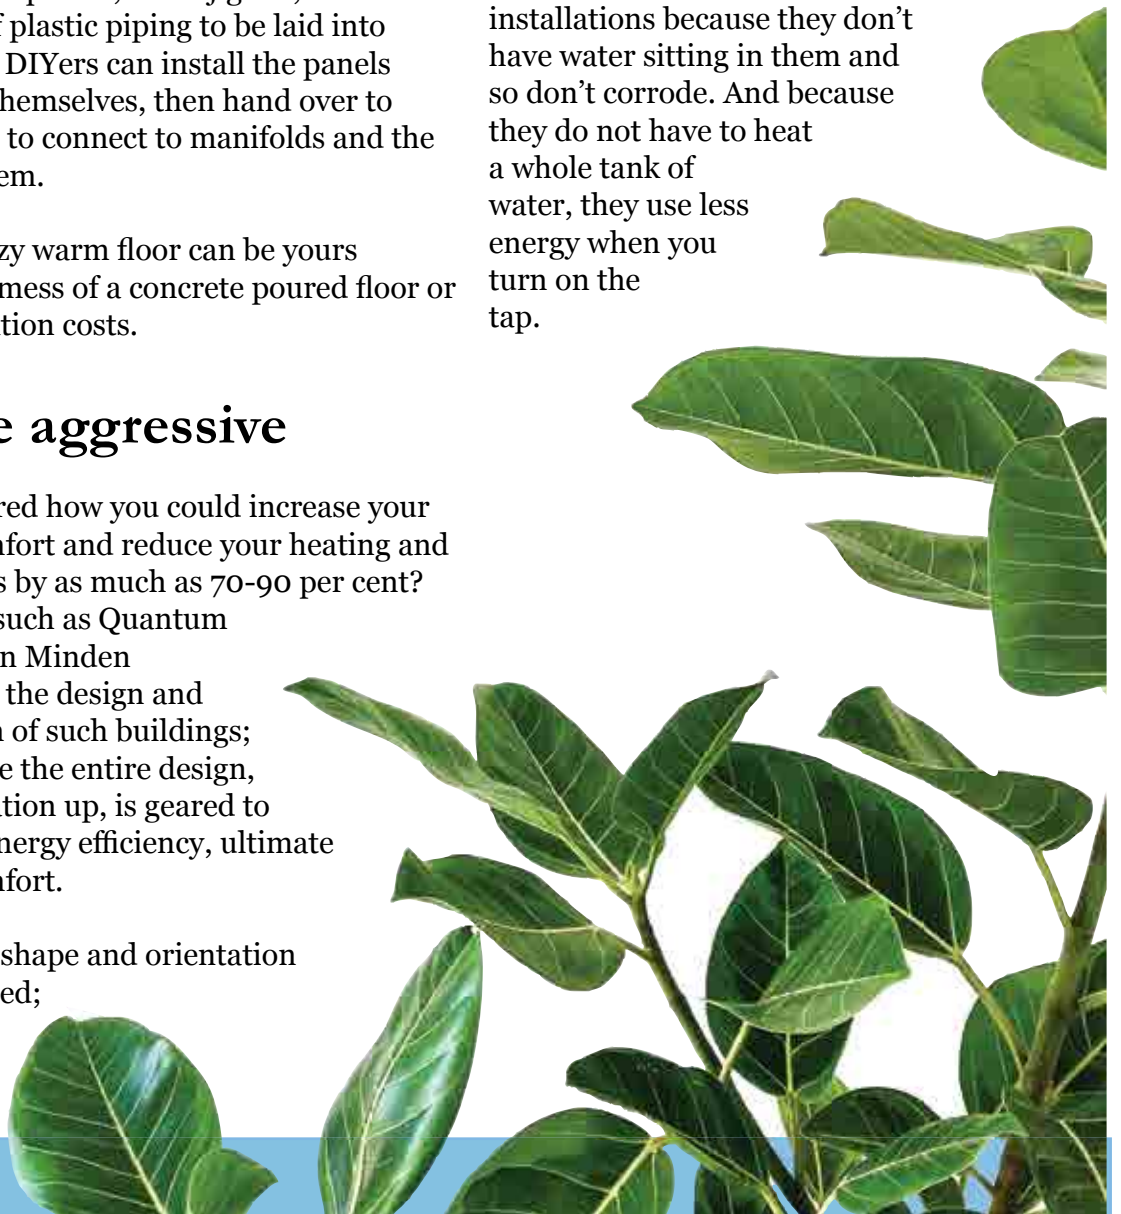 f plastic piping to be laid into
DIYers can install the panels
hemselves, then hand over to
to connect to manifolds and the
em.
zy warm floor can be yours
mess of a concrete poured floor or
tion costs.
e aggressive
red how you could increase your
nfort and reduce your heating and
s by as much as 70-90 per cent?
such as Quantum
n Minden
the design and
n of such buildings;
e the entire design,
tion up, is geared to
nergy efficiency, ultimate
nfort.
shape and orientation
ed;
installations because they don’t
have water sitting in them and
so don’t corrode. And because
they do not have to heat
a whole tank of
water, they use less
energy when you
turn on the
tap.